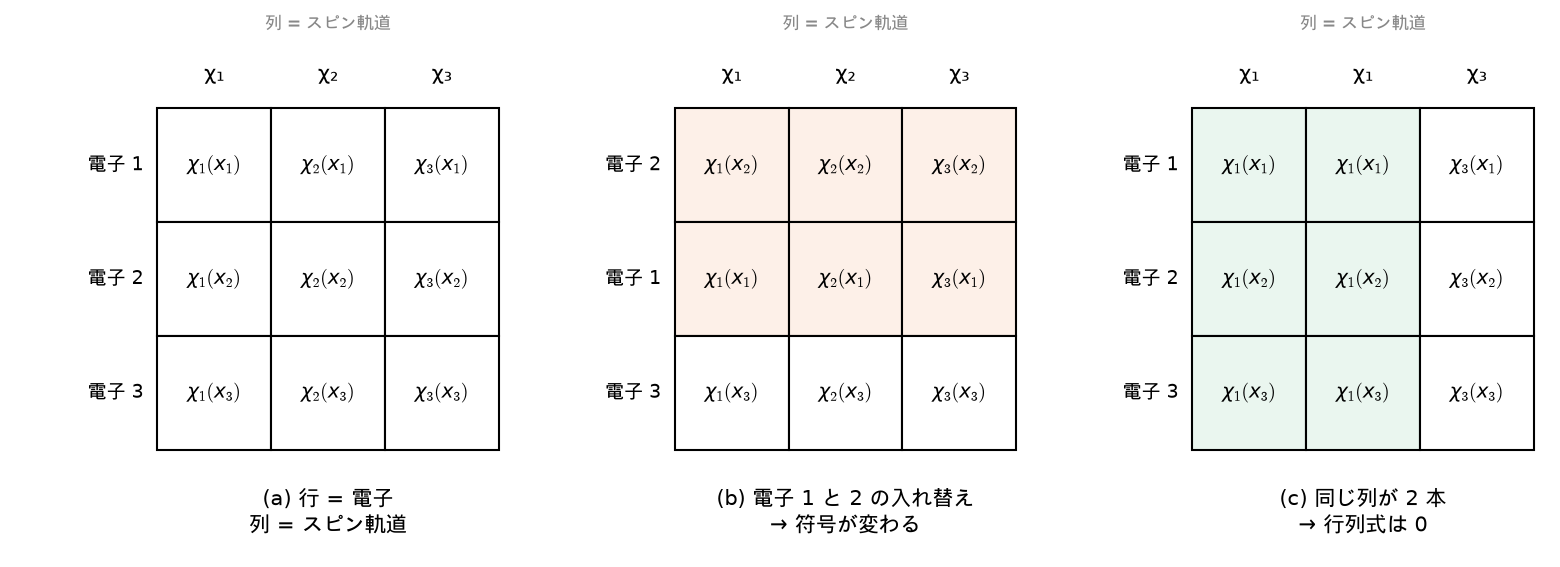 列 = スピン軌道 列 = スピン軌道 列 = スピン軌道
χ₁ χ₂ χ₃ χ₁ χ₂ χ₃ χ₁ χ₁ χ₃
電子 1 χ₁(x₁) χ₂(x₁) χ₃(x₁) 電子 2 χ₁(x₂) χ₂(x₂) χ₃(x₂) 電子 1 χ₁(x₁) χ₁(x₁) χ₃(x₁)
電子 2 χ₁(x₂) χ₂(x₂) χ₃(x₂) 電子 1 χ₁(x₁) χ₂(x₁) χ₃(x₁) 電子 2 χ₁(x₂) χ₁(x₂) χ₃(x₂)
電子 3 χ₁(x₃) χ₂(x₃) χ₃(x₃) 電子 3 χ₁(x₃) χ₂(x₃) χ₃(x₃) 電子 3 χ₁(x₃) χ₁(x₃) χ₃(x₃)
(a) 行 = 電子
列 = スピン軌道
(b) 電子 1 と 2 の入れ替え
→ 符号が変わる
(c) 同じ列が 2 本
→ 行列式は 0